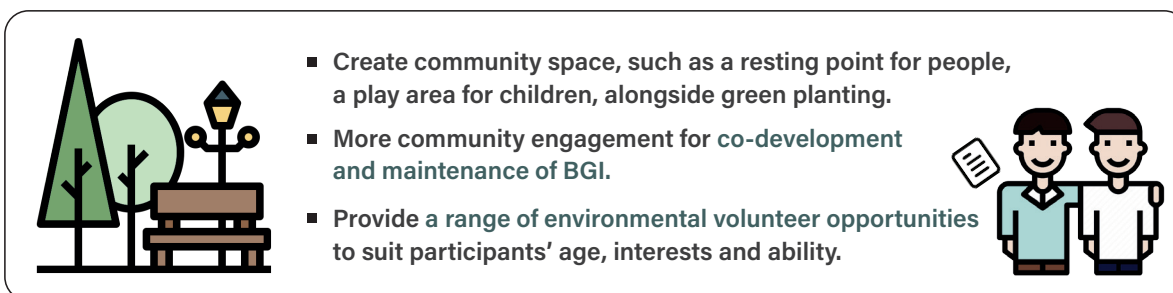 ▪ Create community space, such as a resting point for people,
a play area for children, alongside green planting.
▪ More community engagement for co-development
and maintenance of BGI.
▪ Provide a range of environmental volunteer opportunities
to suit participants' age, interests and ability.